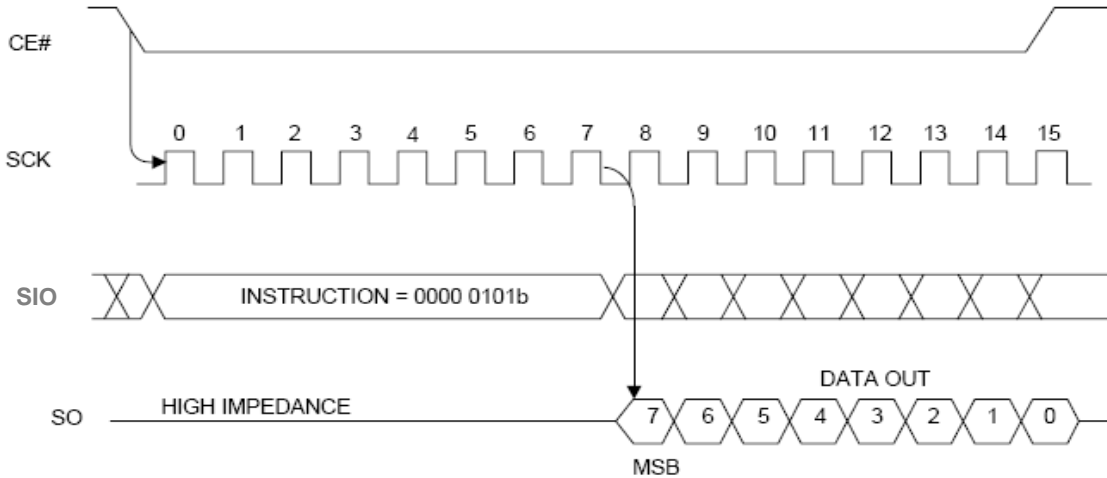 CE#
0 1 2 3 4 5 6 7 8 9 10 11 12 13 14 15
SCK
SIO
INSTRUCTION = 0000 0101b
DATA OUT
SO
HIGH IMPEDANCE
7 6 5 4 3 2 1 0
MSB